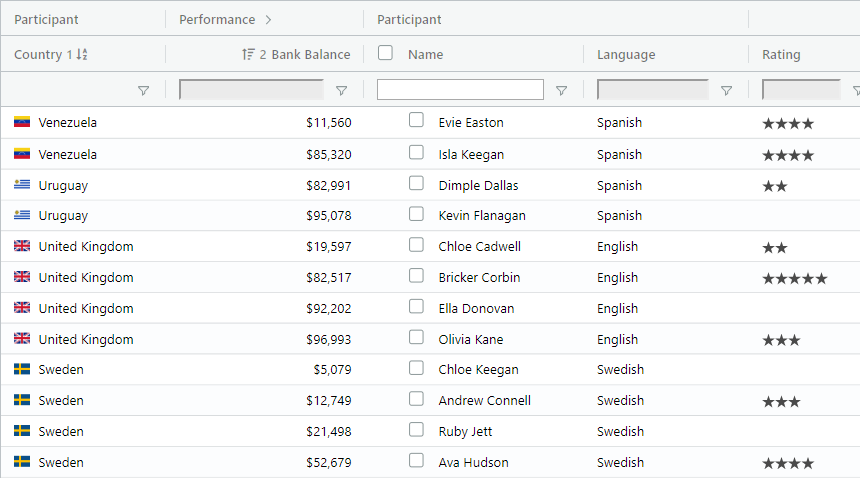 Participant Performance Participant
Country 1 2 Bank Balance Name Language Rating
Venezuela $11,560 Evie Easton Spanish ★★★★
Venezuela $85,320 Isla Keegan Spanish ★★★★
Uruguay $82,991 Dimple Dallas Spanish ★★
Uruguay $95,078 Kevin Flanagan Spanish
United Kingdom $19,597 Chloe Cadwell English ★★
United Kingdom $82,517 Bricker Corbin English ★★★★★
United Kingdom $92,202 Ella Donovan English
United Kingdom $96,993 Olivia Kane English ★★★
Sweden $5,079 Chloe Keegan Swedish
Sweden $12,749 Andrew Connell Swedish ★★★
Sweden $21,498 Ruby Jett Swedish
Sweden $52,679 Ava Hudson Swedish ★★★★